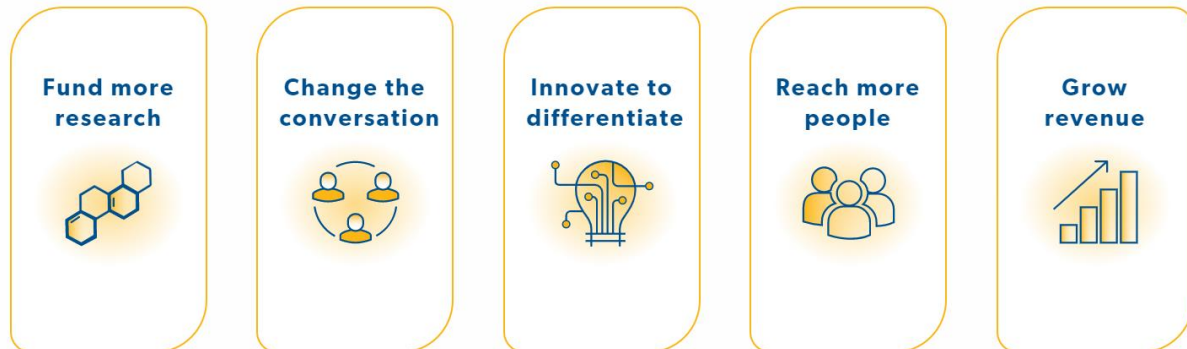 Fund more
research
Change the
conversation
Innovate to
differentiate
Reach more
people
Grow
revenue